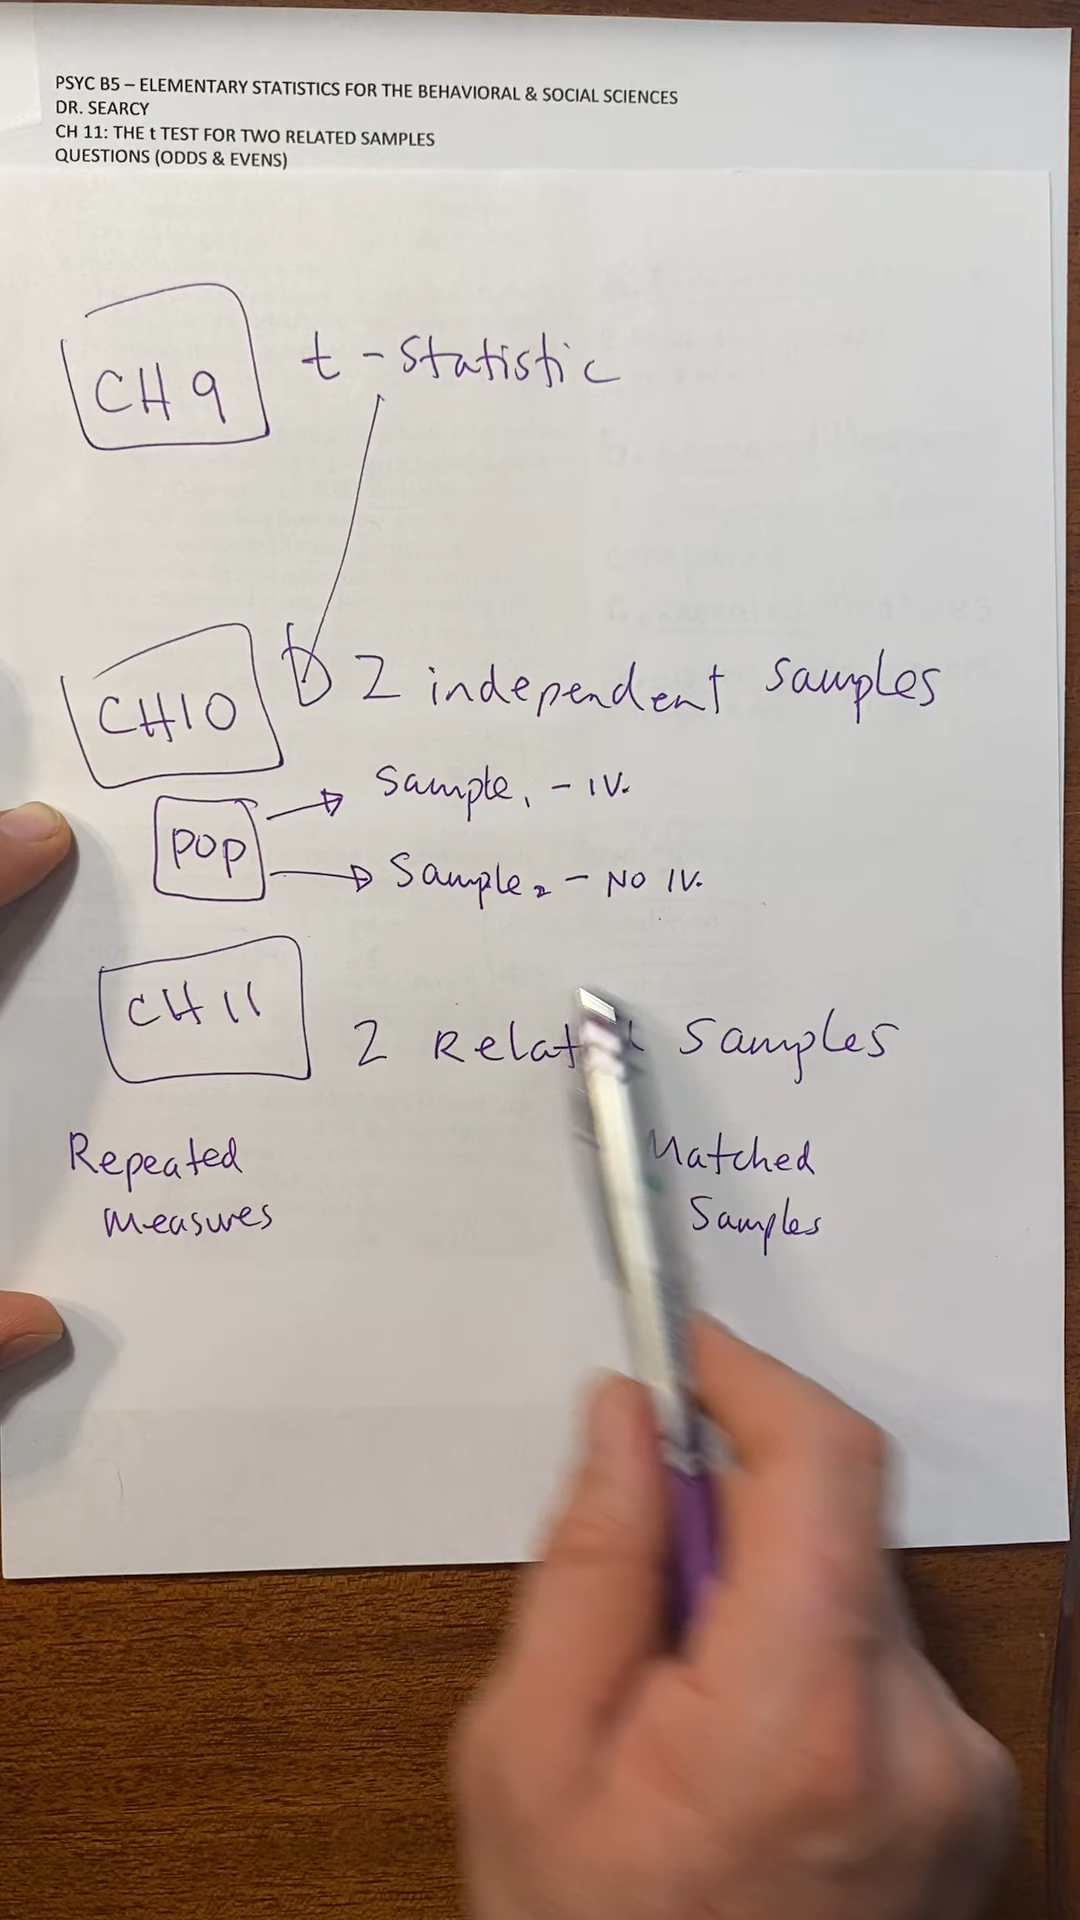 PSYC B5 – ELEMENTARY STATISTICS FOR THE BEHAVIORAL & SOCIAL SCIENCES
DR. SEARCY
CH 11: THE t TEST FOR TWO RELATED SAMPLES
QUESTIONS (ODDS & EVENS)
CH 9 t - Statistic
CH10 2 independent samples
POP
Sample, - IV.
Sample₂ - NO IV.
CH 11
2 Samples
Repeated
measures
Matched
Samples